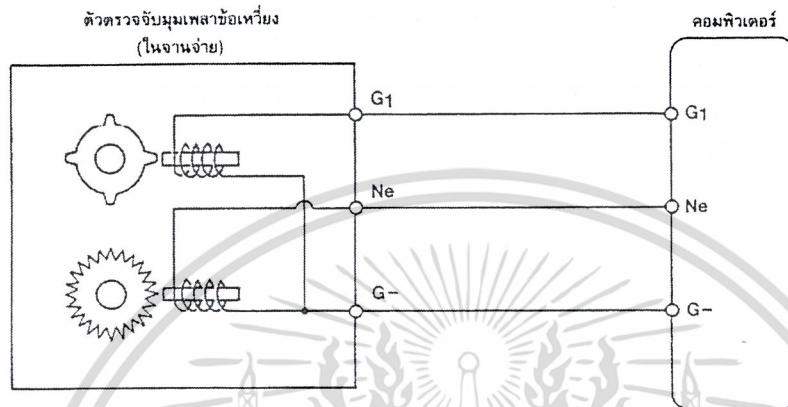 ตัวตรวจจับมุมเพลาข้อเหวี่ยง
(ในจานจ่าย)
คอมพิวเตอร์
G1
G1
Ne
Ne
G-
G-